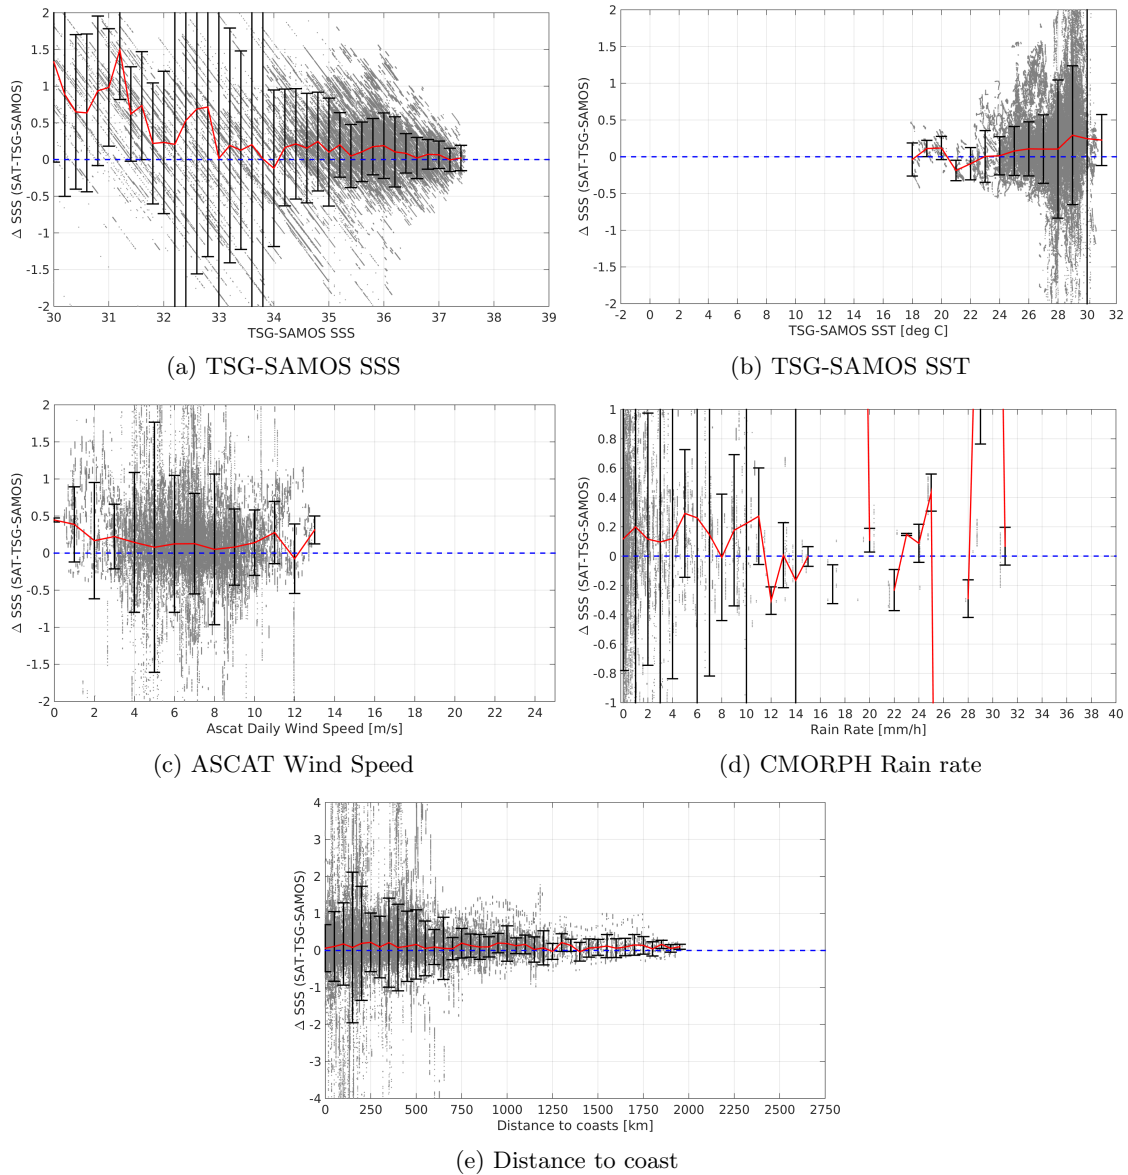 2
1.5
1
0.5
0
-0.5
-1
-1.5
-2
Δ SSS (SAT-TSG-SAMOS)
30 31 32 33 34 35 36 37 38 39
TSG-SAMOS SSS
(a) TSG-SAMOS SSS
2
1.5
1
0.5
0
-0.5
-1
-1.5
-2
Δ SSS (SAT-TSG-SAMOS)
-2 0 2 4 6 8 10 12 14 16 18 20 22 24 26 28 30 32
TSG-SAMOS SST [deg C]
(b) TSG-SAMOS SST
2
1.5
1
0.5
0
-0.5
-1
-1.5
-2
Δ SSS (SAT-TSG-SAMOS)
0 2 4 6 8 10 12 14 16 18 20 22 24
Ascat Daily Wind Speed [m/s]
(c) ASCAT Wind Speed
1
0.8
0.6
0.4
0.2
0
-0.2
-0.4
-0.6
-0.8
-1
Δ SSS (SAT-TSG-SAMOS)
0 2 4 6 8 10 12 14 16 18 20 22 24 26 28 30 32 34 36 38 40
Rain Rate [mm/h]
(d) CMORPH Rain rate
4
3
2
1
0
-1
-2
-3
-4
Δ SSS (SAT-TSG-SAMOS)
0 250 500 750 1000 1250 1500 1750 2000 2250 2500 2750
Distance to coasts [km]
(e) Distance to coast